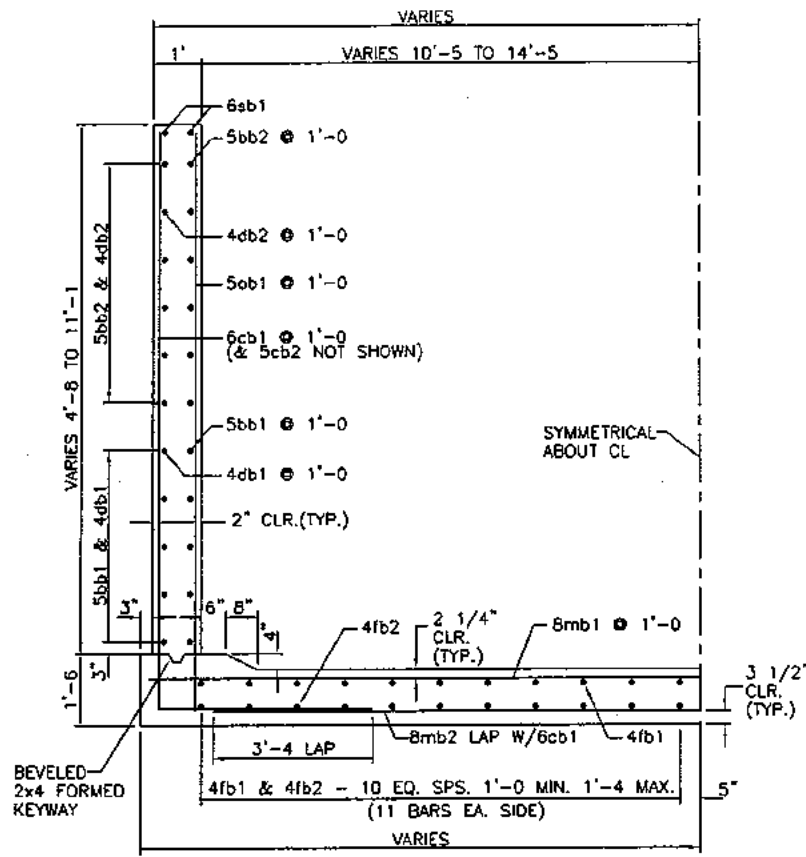 VARIES
1'
VARIES 10'-5 TO 14'-5
6sb1
5bb2 @ 1'-0
5bb2 & 4db2
4db2 @ 1'-0
5ob1 @ 1'-0
6cb1 @ 1'-0
(& 5cb2 NOT SHOWN)
VARIES 4'-8 TO 11'-1
5bb1 @ 1'-0
SYMMETRICAL
ABOUT CL
4db1 @ 1'-0
2" CLR.(TYP.)
5bb1 & 4db1
3"
6"
8"
4"
4fb2
2 1/4"
CLR.
(TYP.)
8mb1 @ 1'-0
3 1/2"
CLR.
(TYP.)
1'-6
3"
8mb2 LAP W/6cb1
4fb1
3'-4 LAP
BEVELED
2x4 FORMED
KEYWAY
4fb1 & 4fb2 - 10 EQ. SPS. 1'-0 MIN. 1'-4 MAX.
(11 BARS EA. SIDE)
5"
VARIES